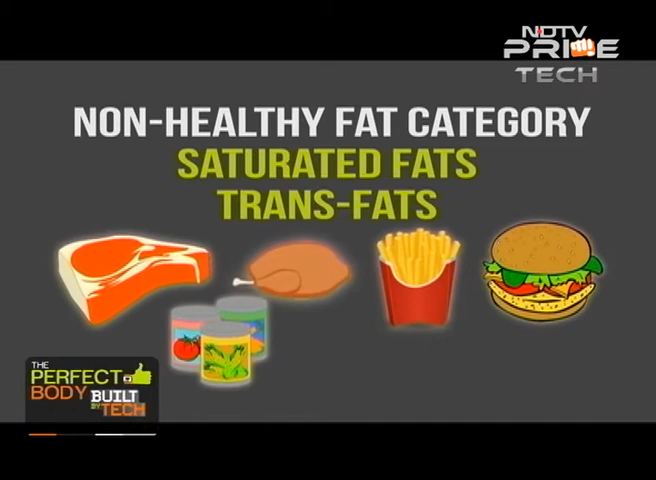 NDTV
PRIME
TECH
NON-HEALTHY FAT CATEGORY
SATURATED FATS
TRANS-FATS
THE
PERFECT
BODY BUILT
BY TECH